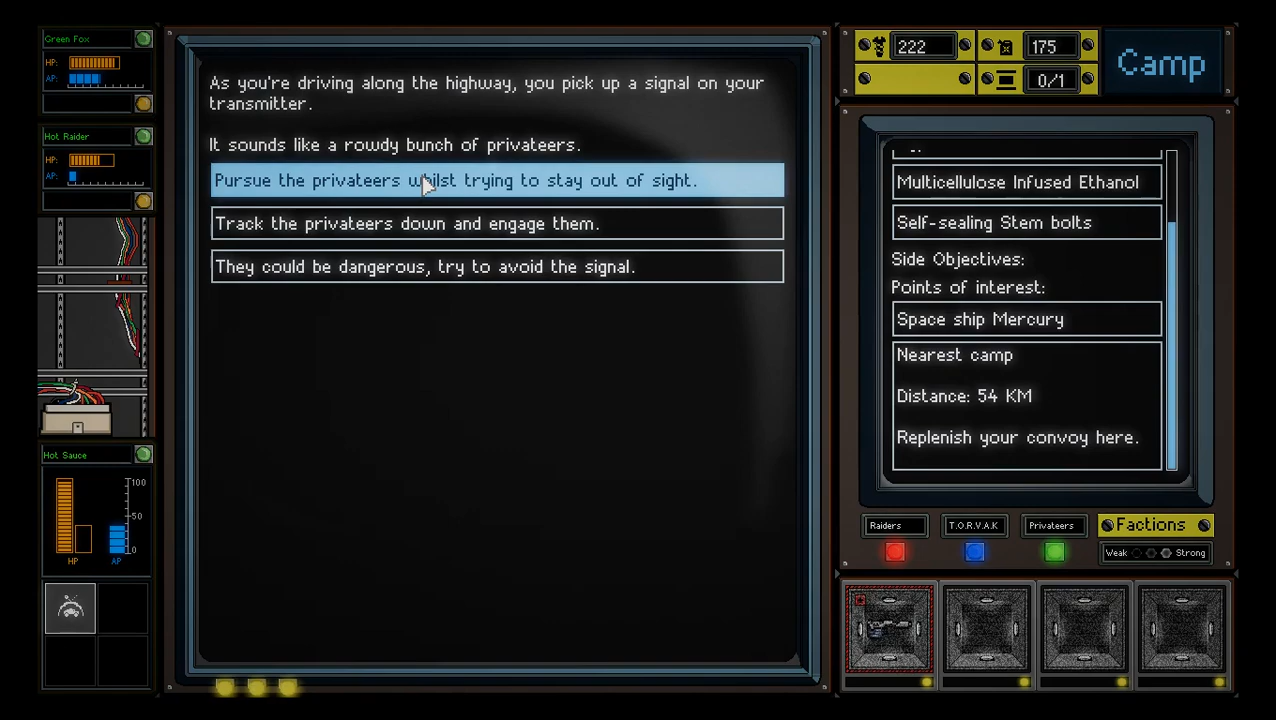 Green Fox
HP:
AP:
Hot Raider
HP:
AP:
Hot Sauce
100
50
0
HP
AP
As you're driving along the highway, you pick up a signal on your
transmitter.
It sounds like a rowdy bunch of privateers.
Pursue the privateers whilst trying to stay out of sight.
Track the privateers down and engage them.
They could be dangerous, try to avoid the signal.
222
175
0/1
Camp
Multicellulose Infused Ethanol
Self-sealing Stem bolts
Side Objectives:
Points of interest:
Space ship Mercury
Nearest camp
Distance: 54 KM
Replenish your convoy here.
Raiders
T.O.R.V.A.K
Privateers
Factions
Weak
Strong